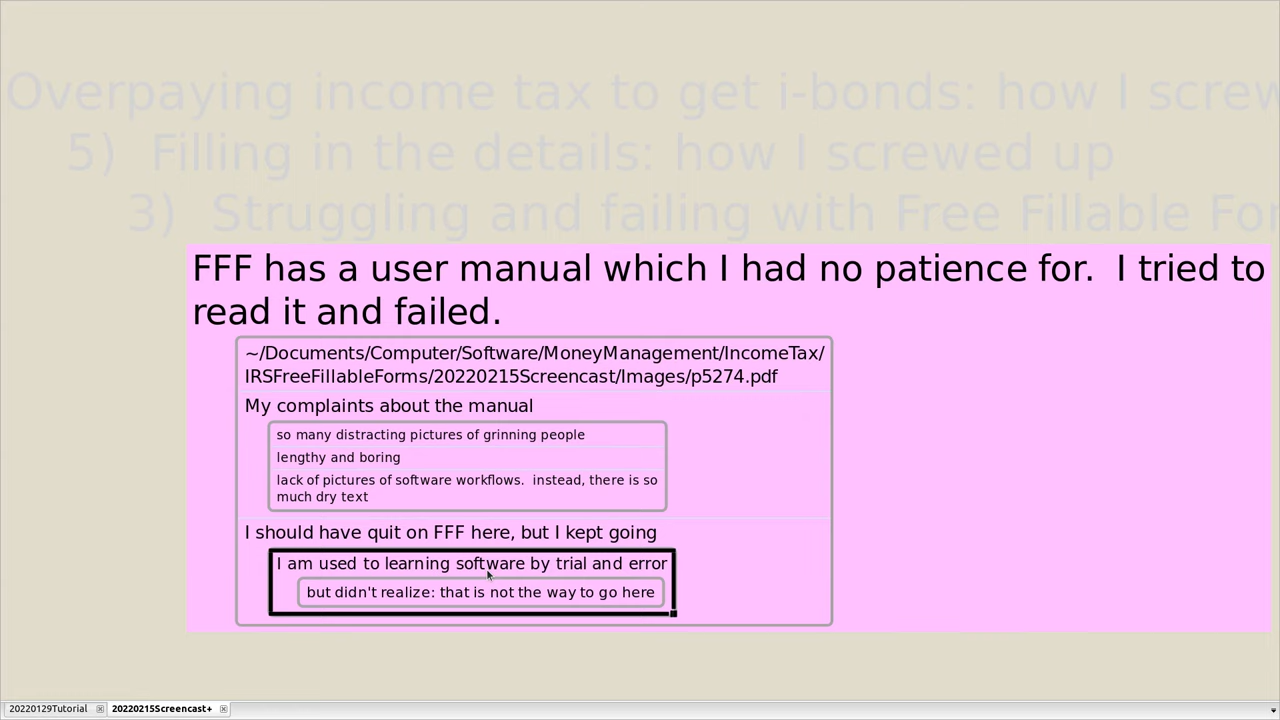 Overpaying income tax to get i-bonds: how I screw
5) Filling in the details: how I screwed up
3) Struggling and failing with Free Fillable For
FFF has a user manual which I had no patience for. I tried to
read it and failed.
~/Documents/Computer/Software/MoneyManagement/IncomeTax/
IRSFreeFillableForms/20220215Screencast/Images/p5274.pdf
My complaints about the manual
so many distracting pictures of grinning people
lengthy and boring
lack of pictures of software workflows. instead, there is so
much dry text
I should have quit on FFF here, but I kept going
I am used to learning software by trial and error
but didn't realize: that is not the way to go here
20220129Tutorial 20220215Screencast+